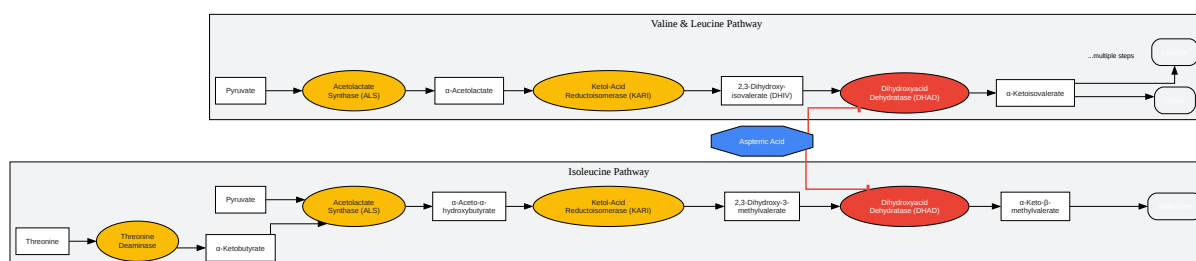 Valine & Leucine Pathway
...multiple steps
Pyruvate
Acetolactate
Synthase (ALS)
α-Acetolactate
Ketol-Acid
Reductoisomerase (KARI)
2,3-Dihydroxy-
isovalerate (DHIV)
Dihydroxyacid
Dehydratase (DHAD)
α-Ketoisovalerate
Aspterric Acid
Isoleucine Pathway
Pyruvate
Acetolactate
Synthase (ALS)
α-Aceto-α-
hydroxybutyrate
Ketol-Acid
Reductoisomerase (KARI)
2,3-Dihydroxy-3-
methylvalerate
Dihydroxyacid
Dehydratase (DHAD)
α-Keto-β-
methylvalerate
Threonine
Threonine
Deaminase
α-Ketobutyrate